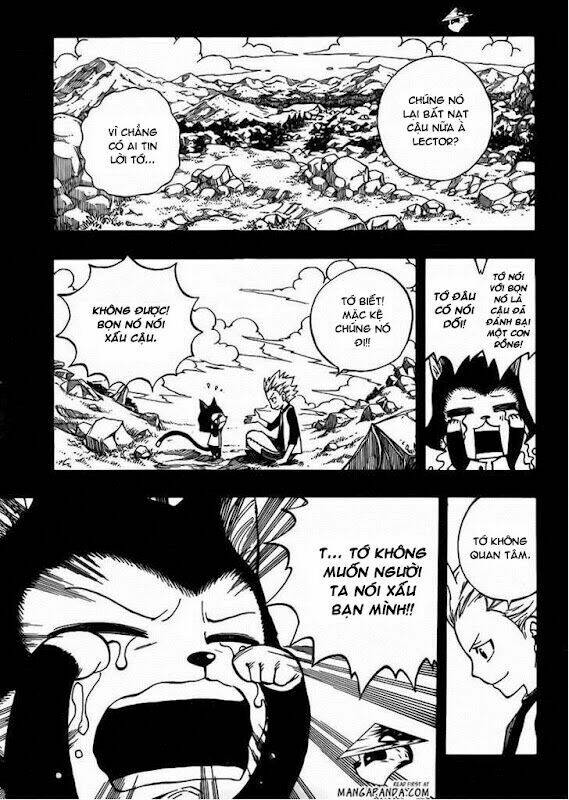 CHÚNG NÓ
LẠI BẮT NẠT
CẬU NỮA À
LECTOR?
VÌ CHẲNG
CÓ AI TIN
LỜI TỚ...
TỚ NÓI
VỚI BỌN
NÓ LÀ
CẬU ĐÃ
ĐÁNH BẠI
MỘT CON
RỒNG!
TỚ ĐÂU
CÓ NÓI
DỐI!
TỚ BIẾT!
MẶC KỆ
CHÚNG NÓ
ĐI!!
KHÔNG ĐƯỢC!
BỌN NÓ NÓI
XẤU CẬU.
TỚ KHÔNG
QUAN TÂM.
T... TỚ KHÔNG
MUỐN NGƯỜI
TA NÓI XẤU
BẠN MÌNH!!
READ FIRST AT
MANGAPANDA.COM